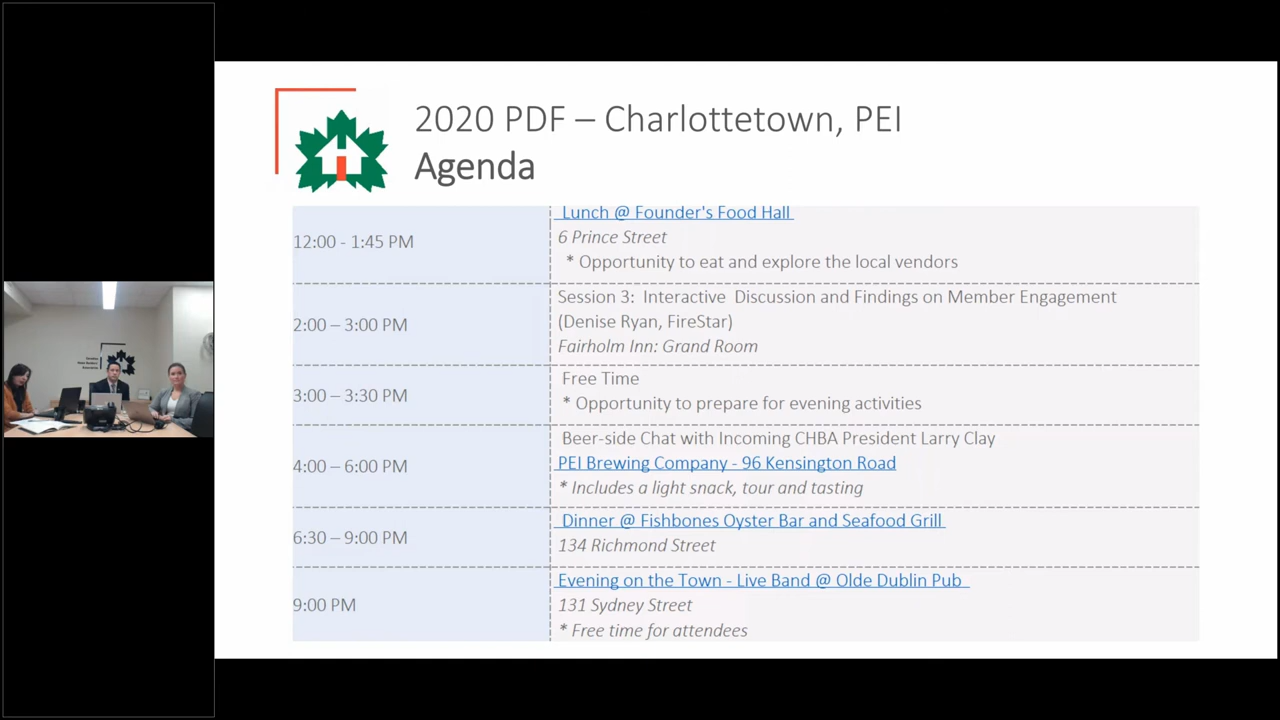 2020 PDF – Charlottetown, PEI
Agenda
12:00 - 1:45 PM
Lunch @ Founder's Food Hall
6 Prince Street
* Opportunity to eat and explore the local vendors
2:00 – 3:00 PM
Session 3: Interactive Discussion and Findings on Member Engagement
(Denise Ryan, FireStar)
Fairholm Inn: Grand Room
3:00 – 3:30 PM
Free Time
* Opportunity to prepare for evening activities
4:00 – 6:00 PM
Beer-side Chat with Incoming CHBA President Larry Clay
PEI Brewing Company - 96 Kensington Road
* Includes a light snack, tour and tasting
6:30 – 9:00 PM
Dinner @ Fishbones Oyster Bar and Seafood Grill
134 Richmond Street
9:00 PM
Evening on the Town - Live Band @ Olde Dublin Pub
131 Sydney Street
* Free time for attendees